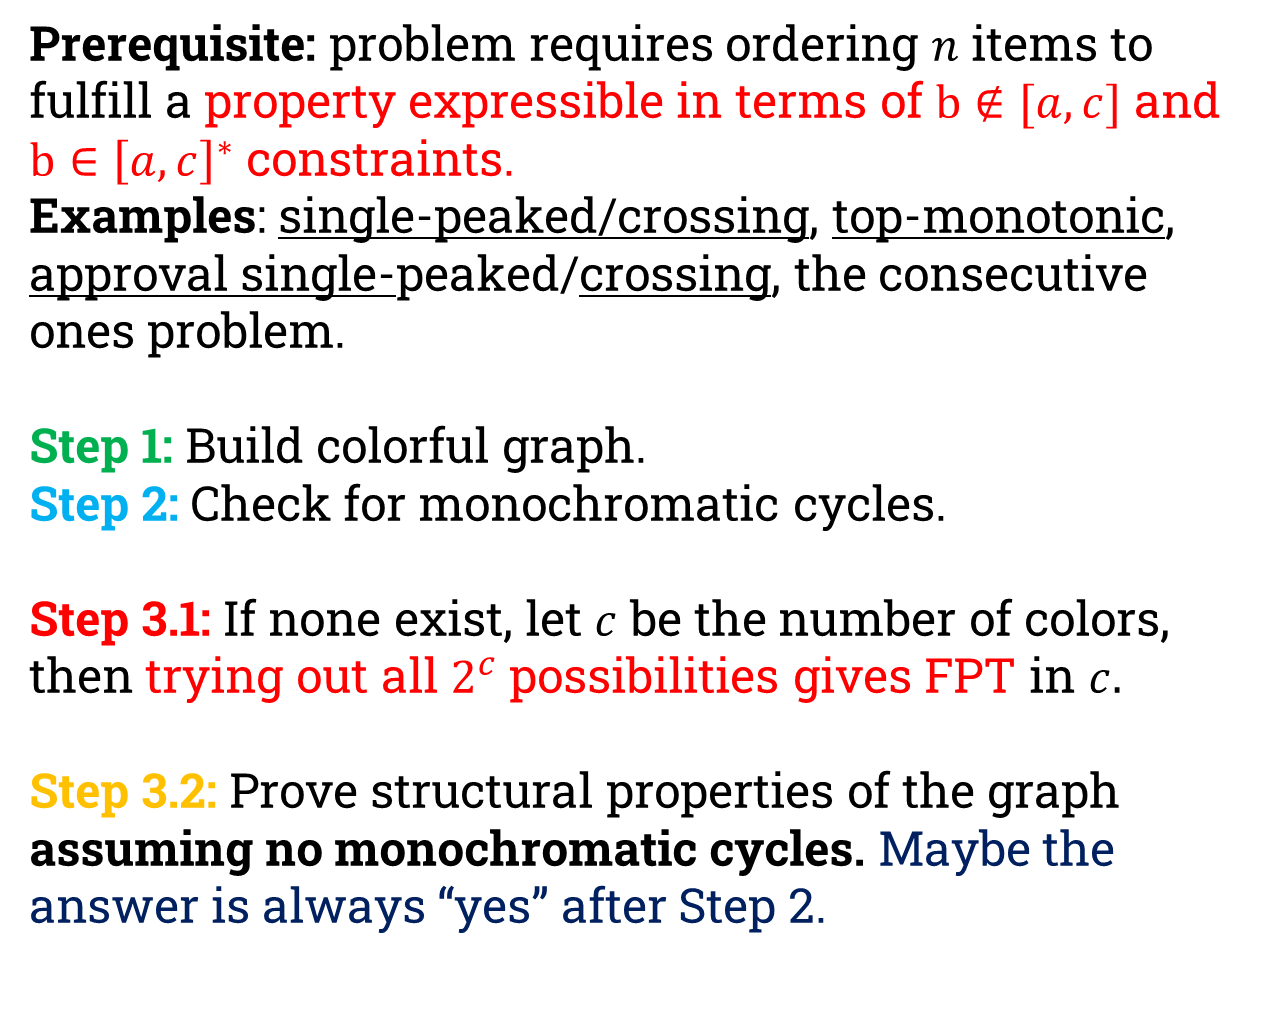 Prerequisite: problem requires ordering n items to
fulfill a property expressible in terms of b ∉ [a, c] and
b ∈ [a, c]* constraints.
Examples: single-peaked/crossing, top-monotonic,
approval single-peaked/crossing, the consecutive
ones problem.
Step 1: Build colorful graph.
Step 2: Check for monochromatic cycles.
Step 3.1: If none exist, let c be the number of colors,
then trying out all 2^c possibilities gives FPT in c.
Step 3.2: Prove structural properties of the graph
assuming no monochromatic cycles. Maybe the
answer is always “yes” after Step 2.